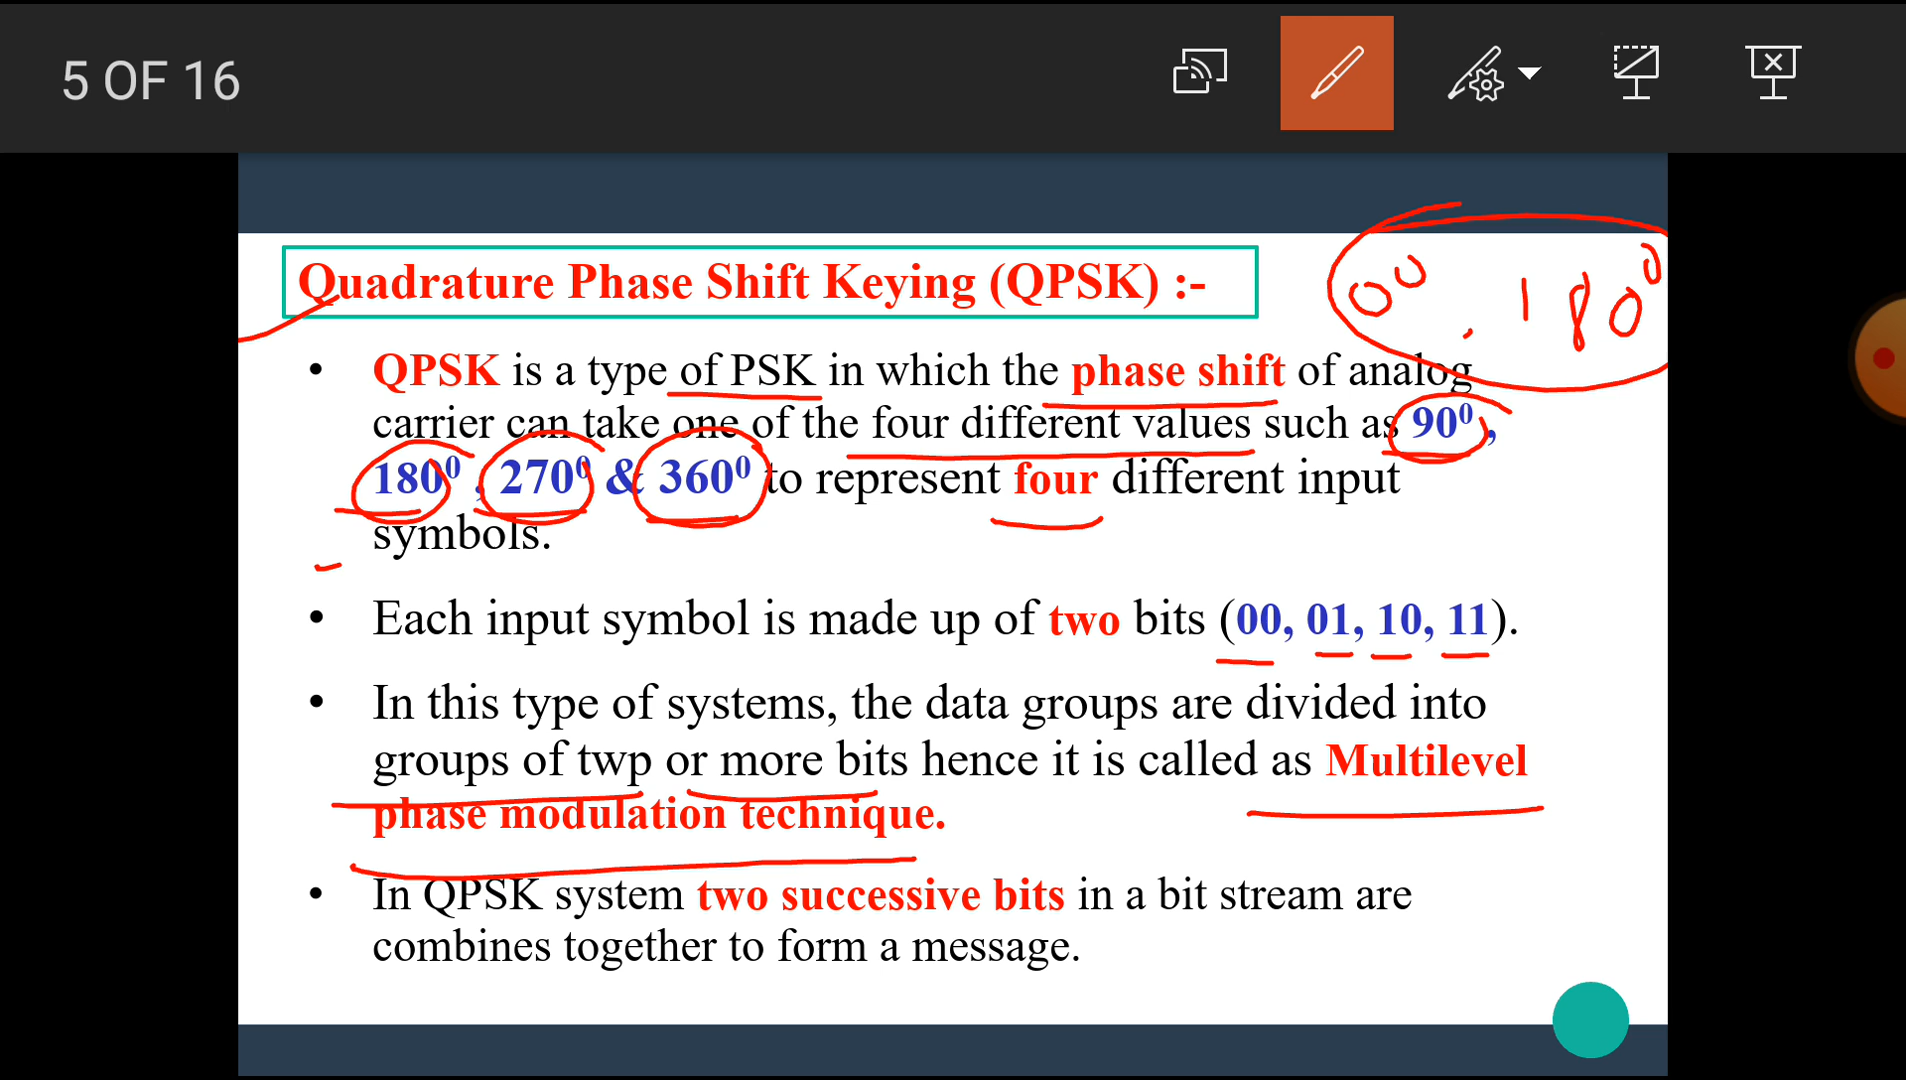 5 OF 16
Quadrature Phase Shift Keying (QPSK) :-
0⁰ . 180⁰
• QPSK is a type of PSK in which the phase shift of analog
carrier can take one of the four different values such as 90⁰,
180⁰ , 270⁰ & 360⁰ to represent four different input
symbols.
• Each input symbol is made up of two bits (00, 01, 10, 11).
• In this type of systems, the data groups are divided into
groups of twp or more bits hence it is called as Multilevel
phase modulation technique.
• In QPSK system two successive bits in a bit stream are
combines together to form a message.